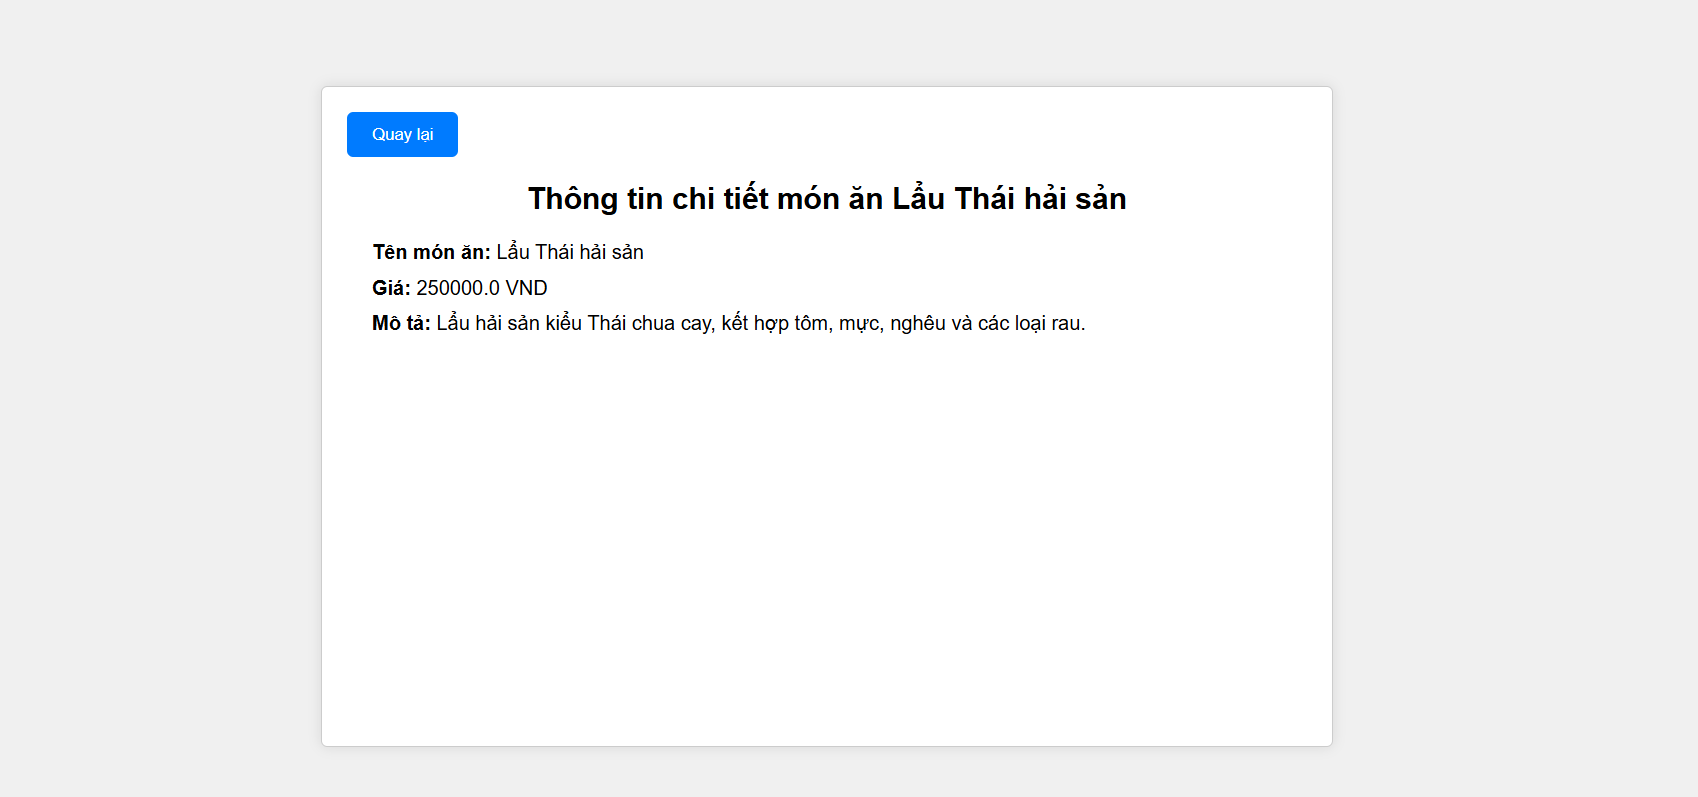 Quay lại
Thông tin chi tiết món ăn Lẩu Thái hải sản
Tên món ăn: Lẩu Thái hải sản
Giá: 250000.0 VND
Mô tả: Lẩu hải sản kiểu Thái chua cay, kết hợp tôm, mực, nghêu và các loại rau.